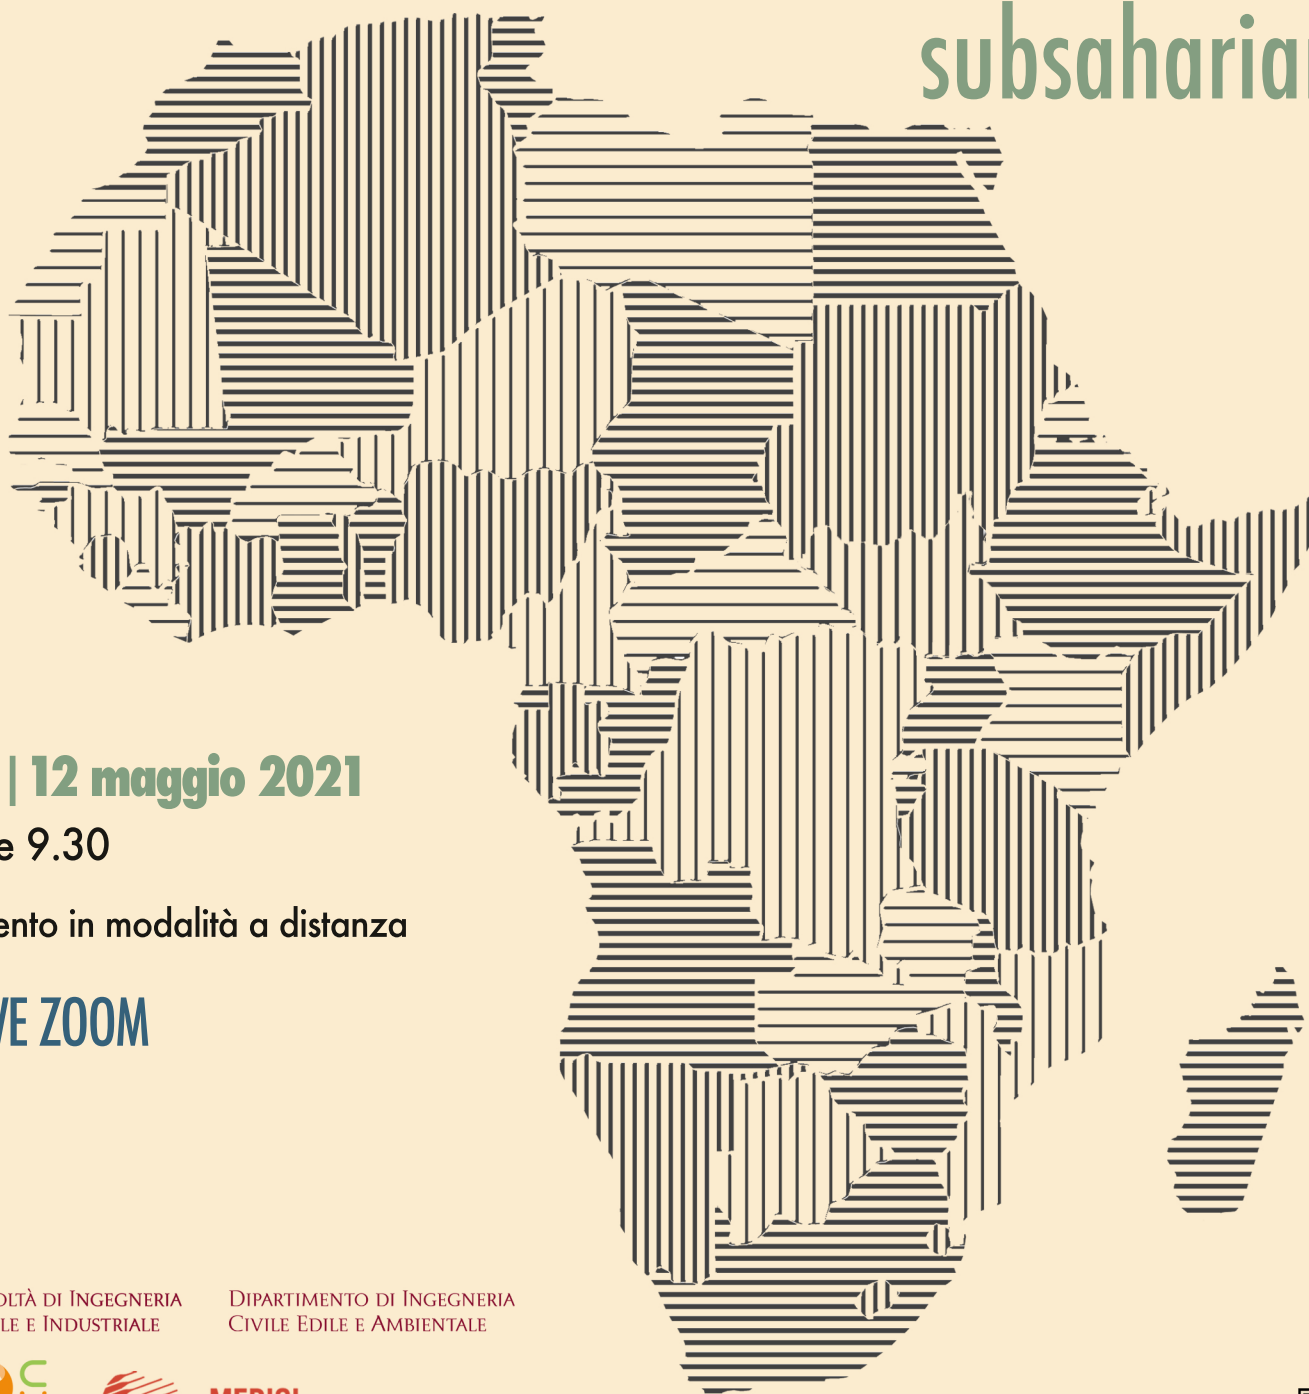 subsaharia
| 12 maggio 2021
e 9.30
ento in modalità a distanza
VE ZOOM
OLTÀ DI INGEGNERIA
LE E INDUSTRIALE
DIPARTIMENTO DI INGEGNERIA
CIVILE EDILE E AMBIENTALE